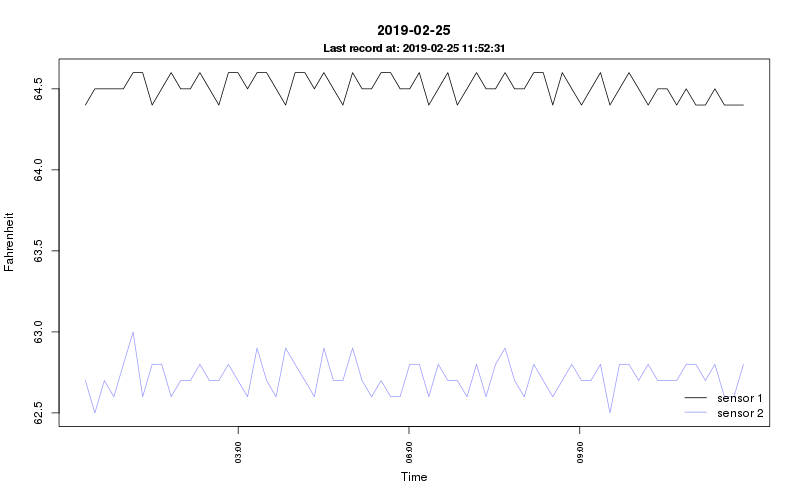 2019-02-25
Last record at: 2019-02-25 11:52:31
64.5
64.0
63.5
63.0
62.5
Fahrenheit
sensor 1
sensor 2
03:00
06:00
09:00
Time